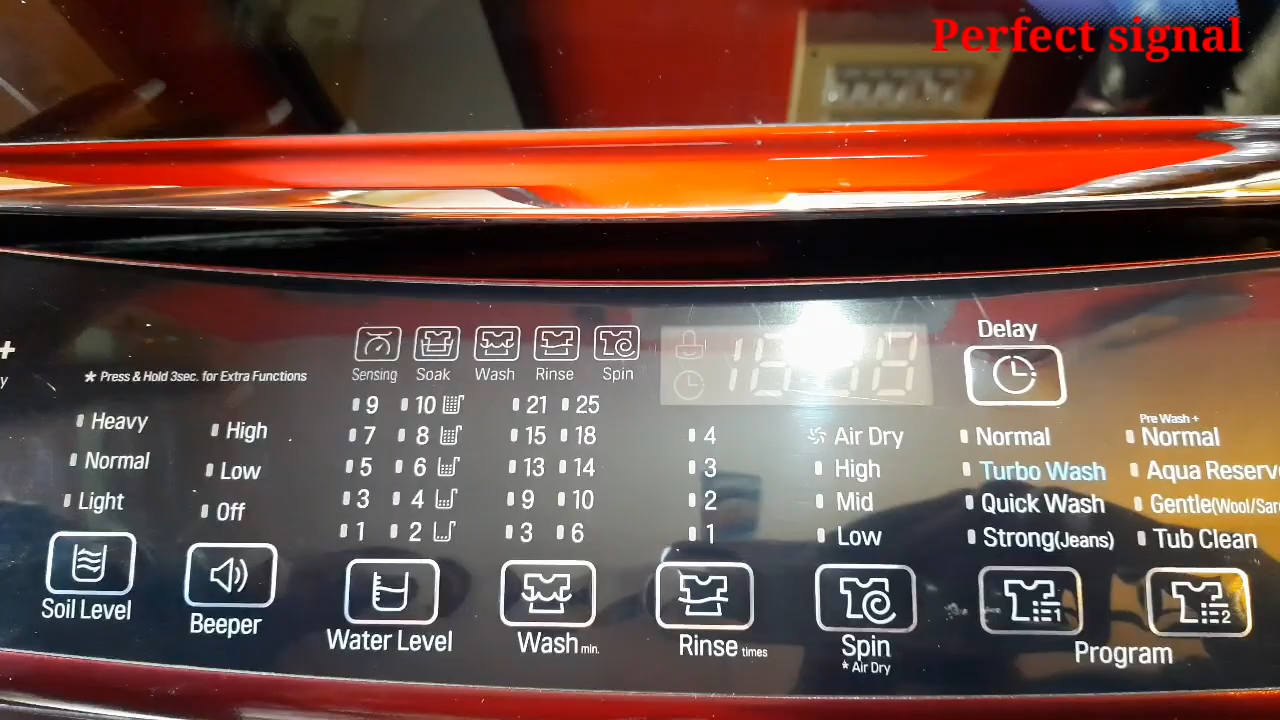 Perfect signal
Delay
Sensing Soak Wash Rinse Spin
* Press & Hold 3sec. for Extra Functions
Heavy
Normal
Light
Soil Level
High
Low
Off
Beeper
9 10
7 8
5 6
3 4
1 2
Water Level
21 25
15 18
13 14
9 10
3 6
Wash min.
4
3
2
1
Rinse times
Air Dry
High
Mid
Low
Spin
* Air Dry
Normal
Turbo Wash
Quick Wash
Strong(Jeans)
Pre Wash +
Normal
Aqua Reserve
Gentle(Wool/Sar
Tub Clean
1 2
Program